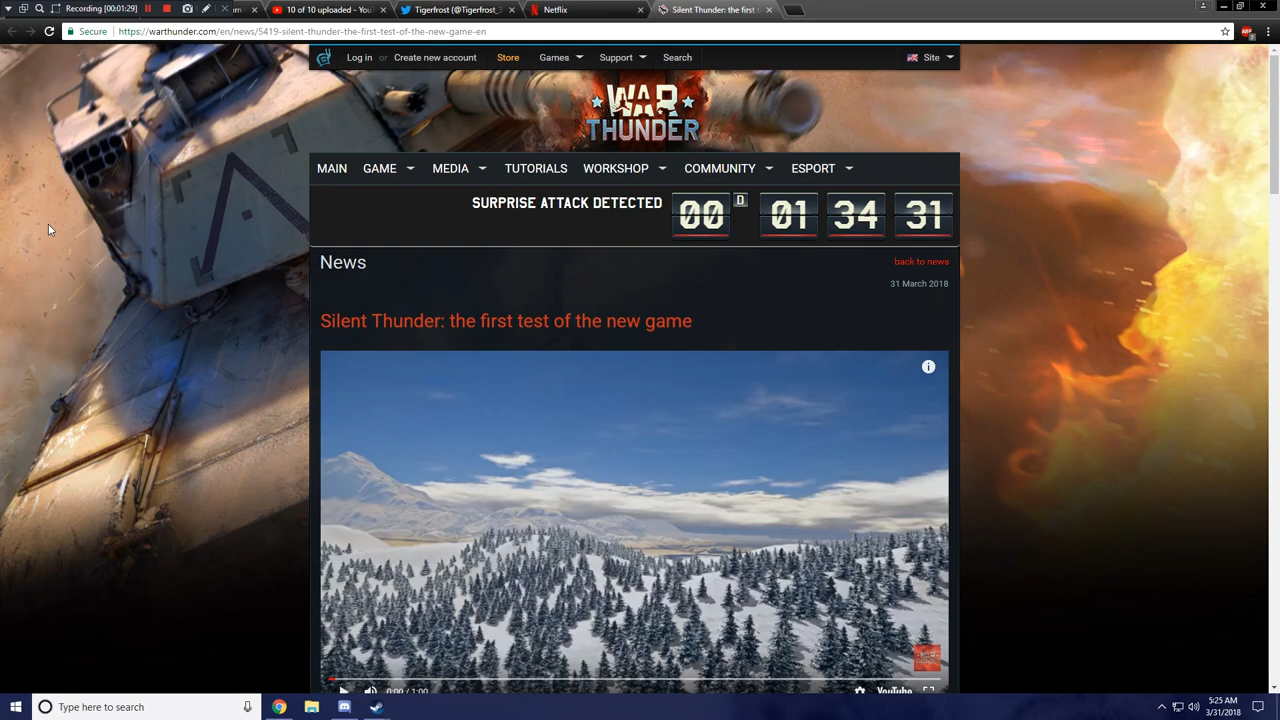 Recording [00:01:29]
10 of 10 uploaded - You
Tigerfrost (@Tigerfrost_
Netflix
Silent Thunder: the first t
Secure
https://warthunder.com/en/news/5419-silent-thunder-the-first-test-of-the-new-game-en
ABP
Log in or Create new account
Store
Games
Support
Search
Site
WAR
THUNDER
MAIN GAME MEDIA TUTORIALS WORKSHOP COMMUNITY ESPORT
SURPRISE ATTACK DETECTED 00 D 01 34 31
News
back to news
31 March 2018
Silent Thunder: the first test of the new game
WAR
THUNDER
0:00 / 1:00
YouTube
Type here to search
5:25 AM
3/31/2018